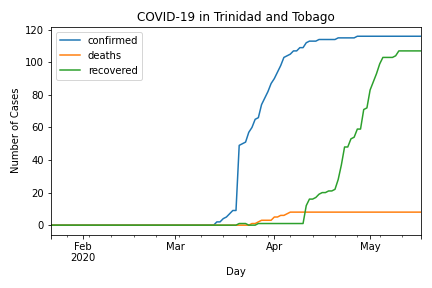 COVID-19 in Trinidad and Tobago
confirmed
deaths
recovered
Number of Cases
120
100
80
60
40
20
0
Feb
2020
Mar
Apr
May
Day